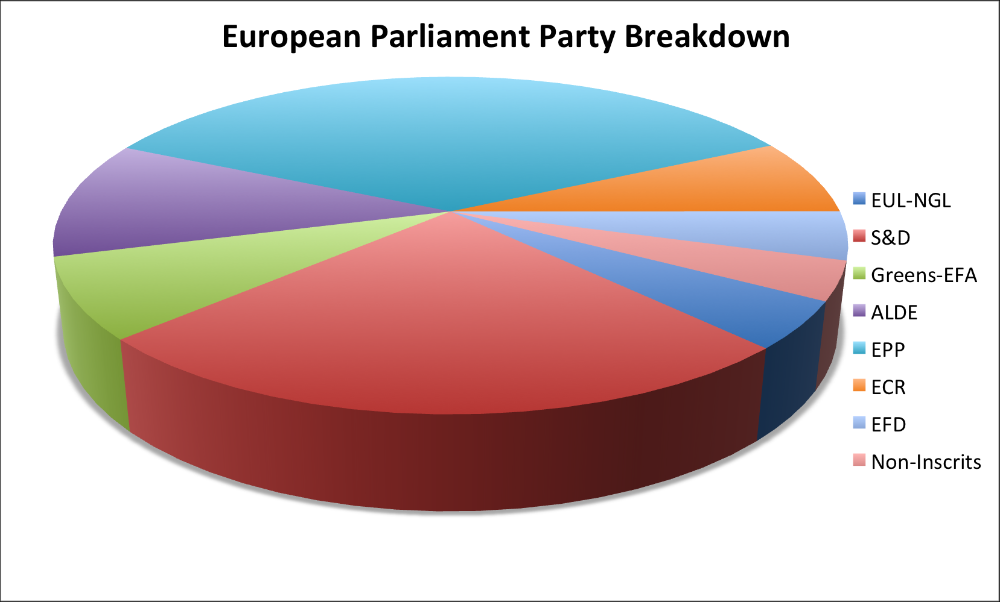 European Parliament Party Breakdown
EUL-NGL
S&D
Greens-EFA
ALDE
EPP
ECR
EFD
Non-Inscrits